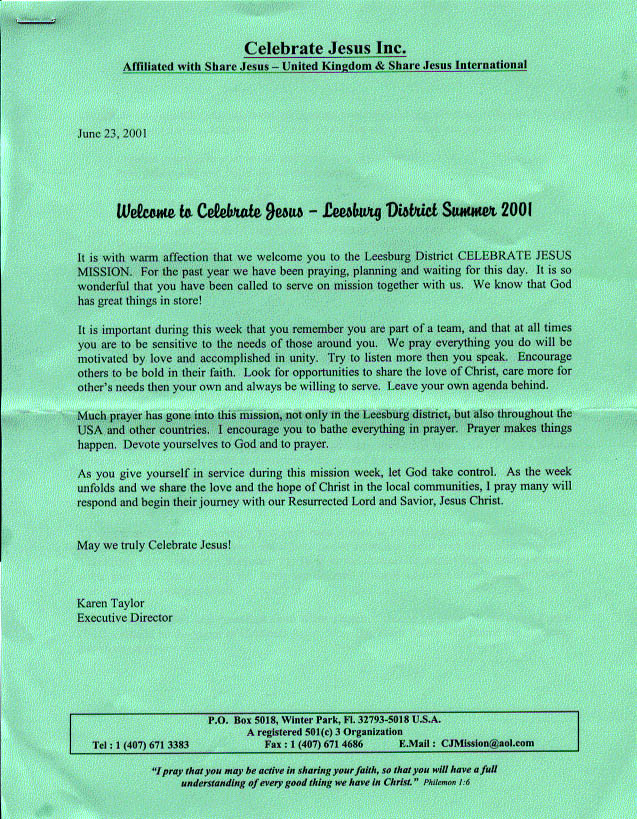 Celebrate Jesus Inc.
Affiliated with Share Jesus – United Kingdom & Share Jesus International
June 23, 2001
Welcome to Celebrate Jesus – Leesburg District Summer 2001
It is with warm affection that we welcome you to the Leesburg District CELEBRATE JESUS
MISSION. For the past year we have been praying, planning and waiting for this day. It is so
wonderful that you have been called to serve on mission together with us. We know that God
has great things in store!
It is important during this week that you remember you are part of a team, and that at all times
you are to be sensitive to the needs of those around you. We pray everything you do will be
motivated by love and accomplished in unity. Try to listen more then you speak. Encourage
others to be bold in their faith. Look for opportunities to share the love of Christ, care more for
other's needs then your own and always be willing to serve. Leave your own agenda behind.
Much prayer has gone into this mission, not only in the Leesburg district, but also throughout the
USA and other countries. I encourage you to bathe everything in prayer. Prayer makes things
happen. Devote yourselves to God and to prayer.
As you give yourself in service during this mission week, let God take control. As the week
unfolds and we share the love and the hope of Christ in the local communities, I pray many will
respond and begin their journey with our Resurrected Lord and Savior, Jesus Christ.
May we truly Celebrate Jesus!
Karen Taylor
Executive Director
P.O. Box 5018, Winter Park, Fl. 32793-5018 U.S.A.
A registered 501(c) 3 Organization
Tel : 1 (407) 671 3383 Fax : 1 (407) 671 4686 E.Mail : CJMission@aol.com
"I pray that you may be active in sharing your faith, so that you will have a full
understanding of every good thing we have in Christ." Philemon 1:6